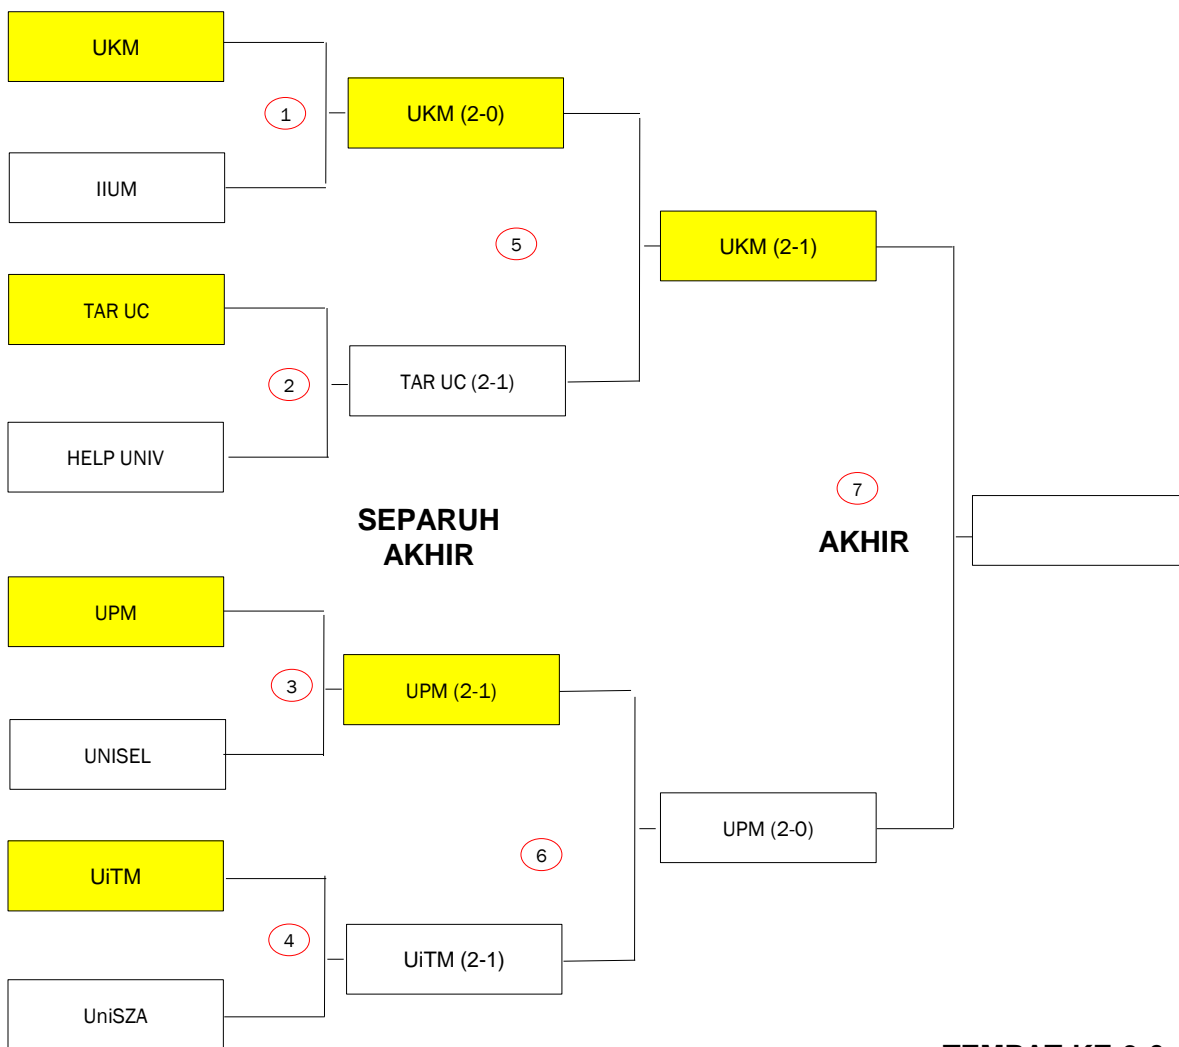 UKM
1
UKM (2-0)
IIUM
5
UKM (2-1)
TAR UC
2
TAR UC (2-1)
HELP UNIV
7
SEPARUH
AKHIR
AKHIR
UPM
3
UPM (2-1)
UNISEL
UPM (2-0)
6
UiTM
4
UiTM (2-1)
UniSZA